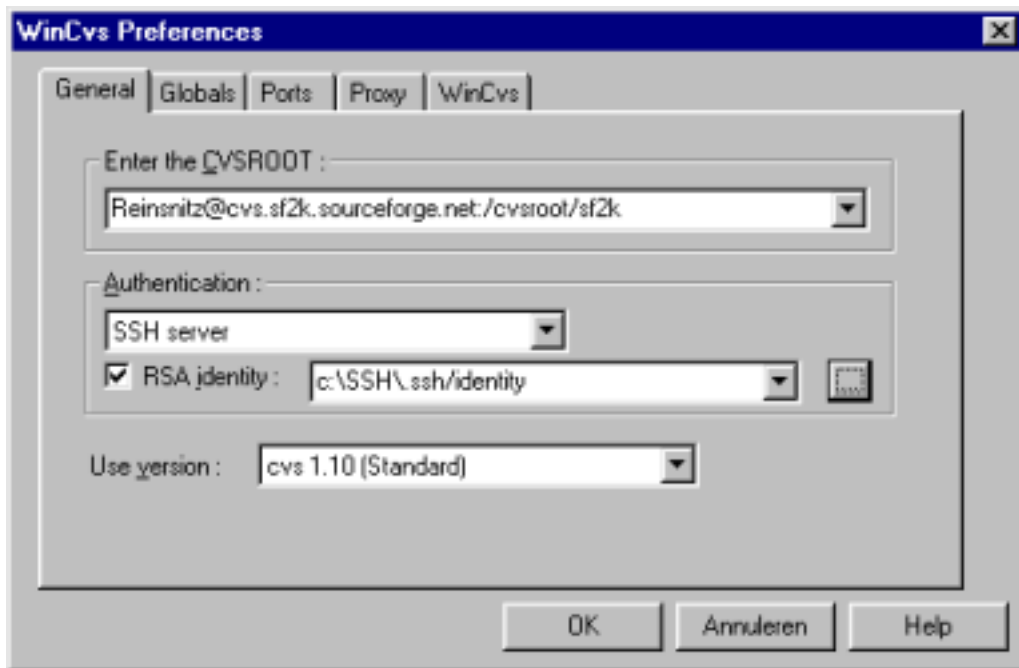 WinCvs Preferences
General Globals Ports Proxy WinCvs
Enter the CVSROOT :
Reinsnitz@cvs.sf2k.sourceforge.net:/cvsroot/sf2k
Authentication :
SSH server
RSA identity : c:\SSH\.ssh/identity
Use version : cvs 1.10 (Standard)
OK Annuleren Help